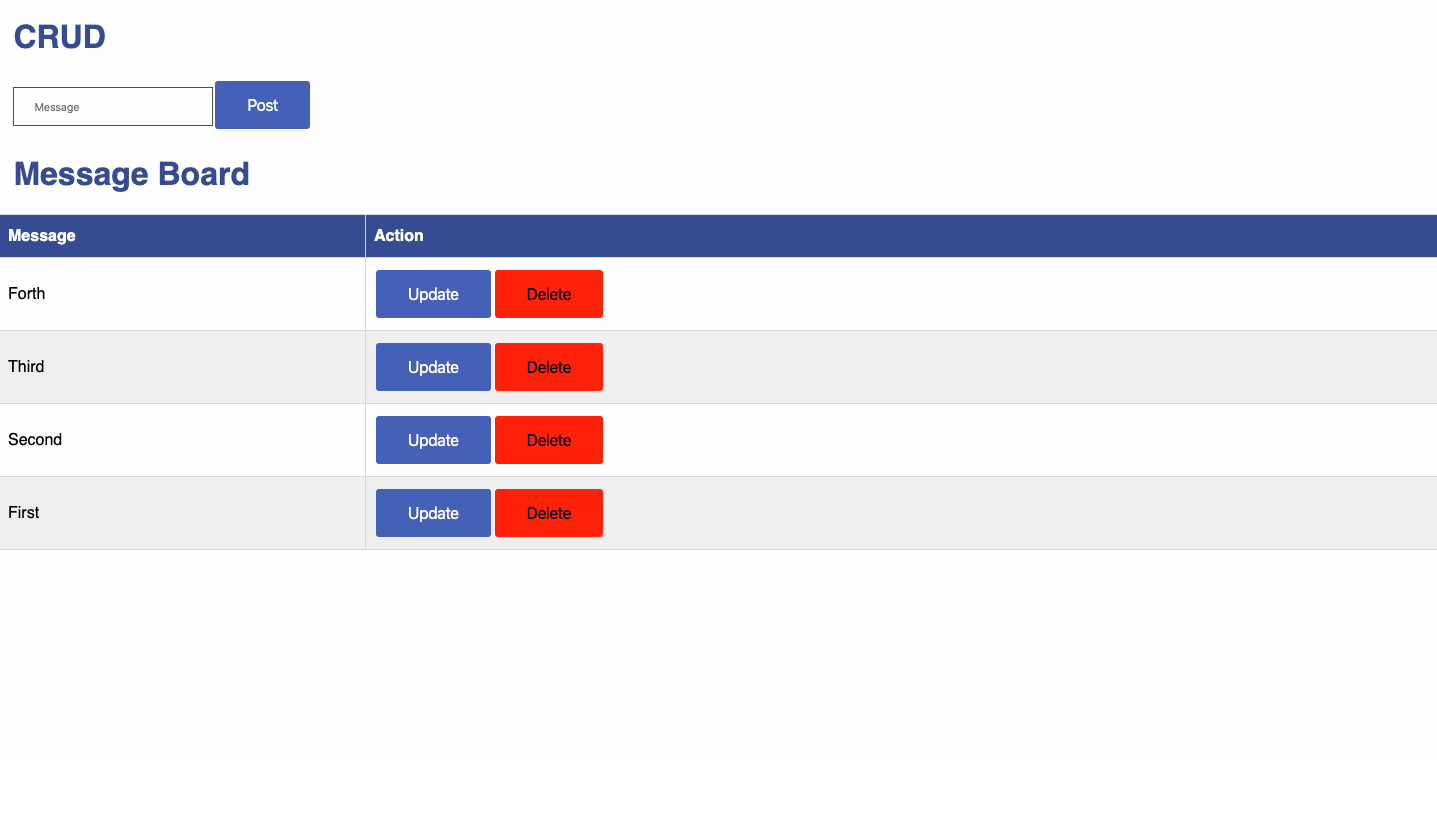 CRUD
Message Post
Message Board
Message Action
Forth Update Delete
Third Update Delete
Second Update Delete
First Update Delete